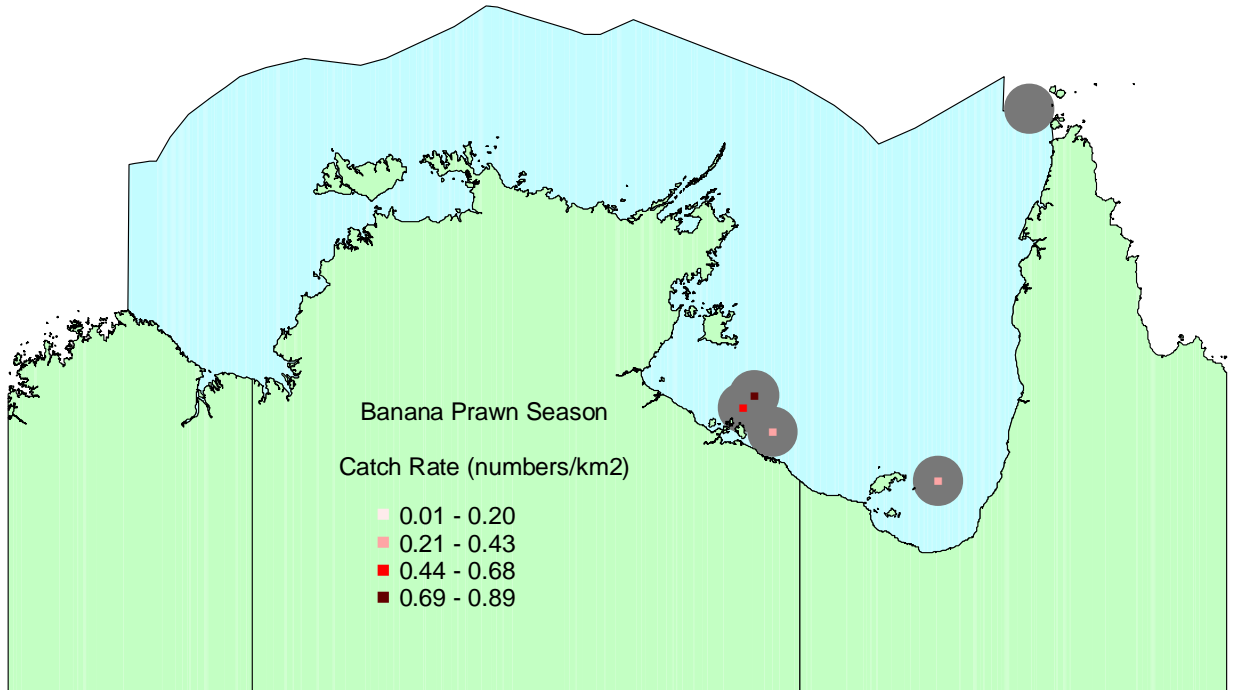 Banana Prawn Season
Catch Rate (numbers/km2)
0.01 - 0.20
0.21 - 0.43
0.44 - 0.68
0.69 - 0.89